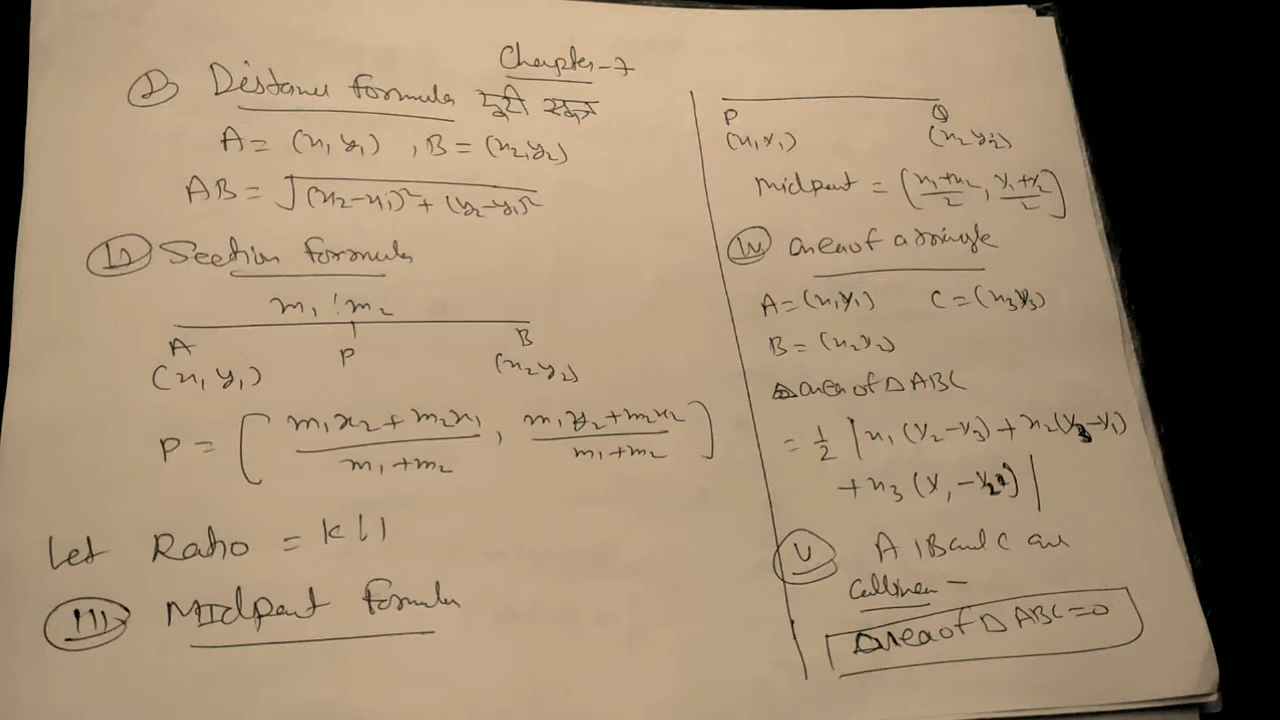 Chapter-7
I) Distance formula दूरी सूत्र
A = (x₁ y₁) , B = (x₂, y₂)
AB = √(x₂-x₁)² + (y₂-y₁)²
II) Section formula
m₁ : m₂
A P B
(x₁ y₁) (x₂ y₂)
P = [ (m₁x₂ + m₂x₁)/(m₁+m₂) , (m₁y₂ + m₂x₂)/(m₁+m₂) ]
Let Ratio = k:1
III) Midpoint formula
P Q
(x₁ y₁) (x₂ y₂)
Midpoint = [ (x₁+x₂)/2 , (y₁+y₂)/2 ]
IV) area of a triangle
A = (x₁ y₁) C = (x₃ y₃)
B = (x₂ y₂)
area of Δ ABC
= 1/2 | x₁ (y₂-y₃) + x₂ (y₃-y₁)
+ x₃ (y₁-y₂) |
V) A, B and C are
Collinear –
area of Δ ABC = 0